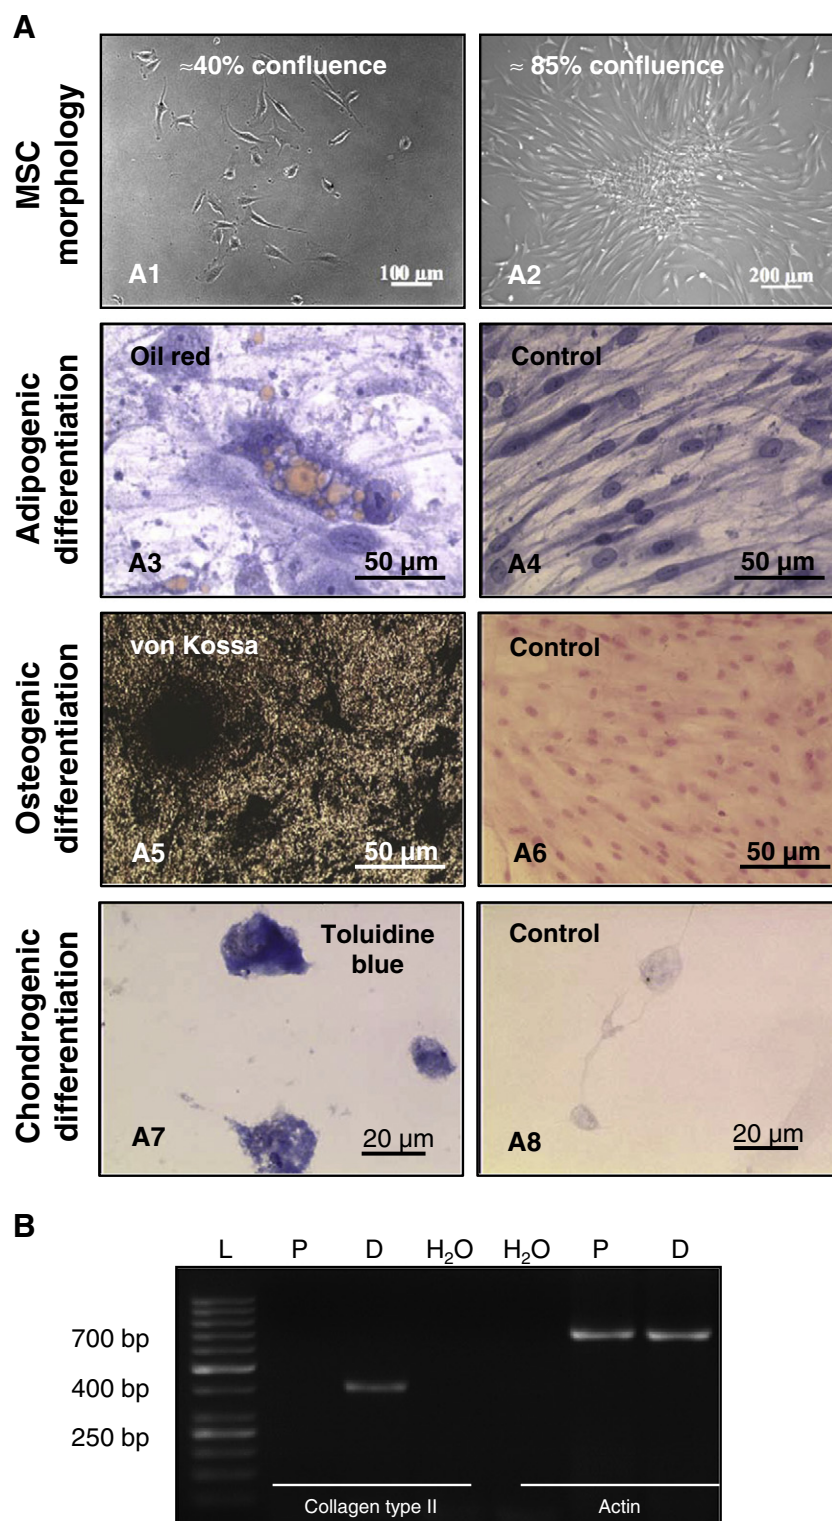 A
MSC
morphology
≈40% confluence
A1
100 μm
≈ 85% confluence
A2
200 μm
Adipogenic
differentiation
Oil red
A3
50 μm
Control
A4
50 μm
Osteogenic
differentiation
von Kossa
A5
50 μm
Control
A6
50 μm
Chondrogenic
differentiation
Toluidine
blue
A7
20 μm
Control
A8
20 μm
B
L P D H₂O H₂O P D
700 bp
400 bp
250 bp
Collagen type II
Actin